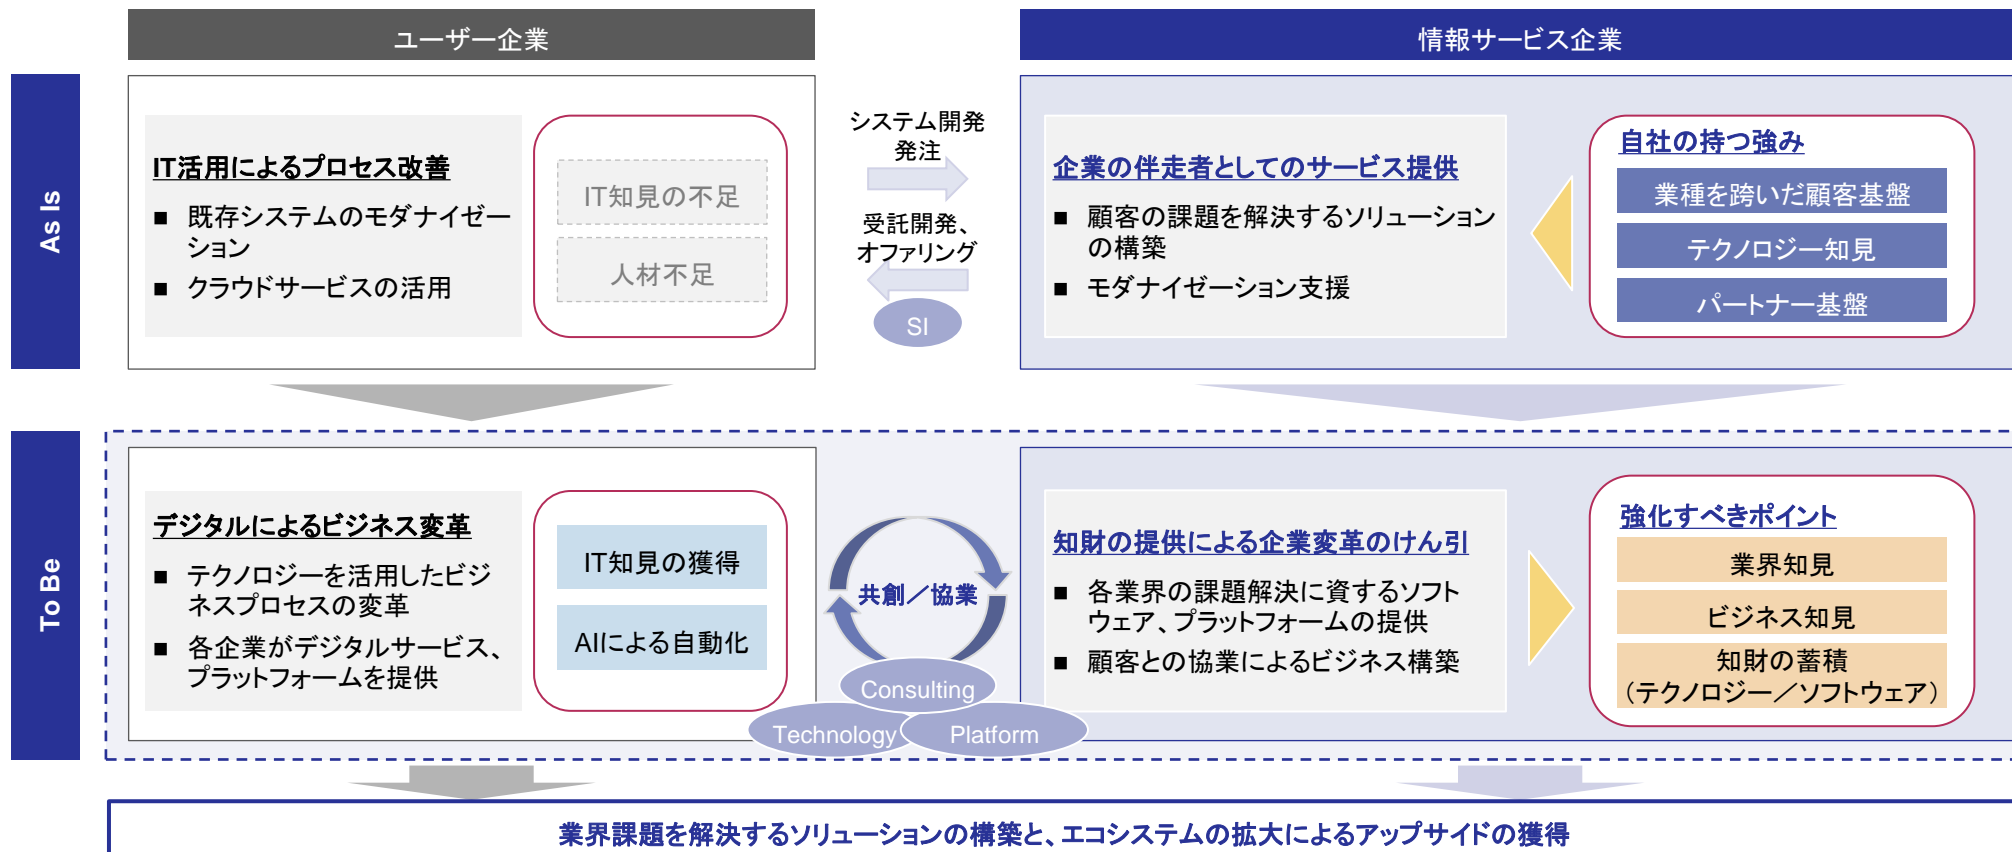 ユーザー企業
情報サービス企業
As Is
IT活用によるプロセス改善
■ 既存システムのモダナイゼー
ション
■ クラウドサービスの活用
IT知見の不足
人材不足
システム開発
発注
受託開発、
オファリング
SI
企業の伴走者としてのサービス提供
■ 顧客の課題を解決するソリューション
の構築
■ モダナイゼーション支援
自社の持つ強み
業種を跨いだ顧客基盤
テクノロジー知見
パートナー基盤
To Be
デジタルによるビジネス変革
■ テクノロジーを活用したビジ
ネスプロセスの変革
■ 各企業がデジタルサービス、
プラットフォームを提供
IT知見の獲得
AIによる自動化
共創／協業
Consulting
Technology
Platform
知財の提供による企業変革のけん引
■ 各業界の課題解決に資するソフト
ウェア、プラットフォームの提供
■ 顧客との協業によるビジネス構築
強化すべきポイント
業界知見
ビジネス知見
知財の蓄積
（テクノロジー／ソフトウェア）
業界課題を解決するソリューションの構築と、エコシステムの拡大によるアップサイドの獲得